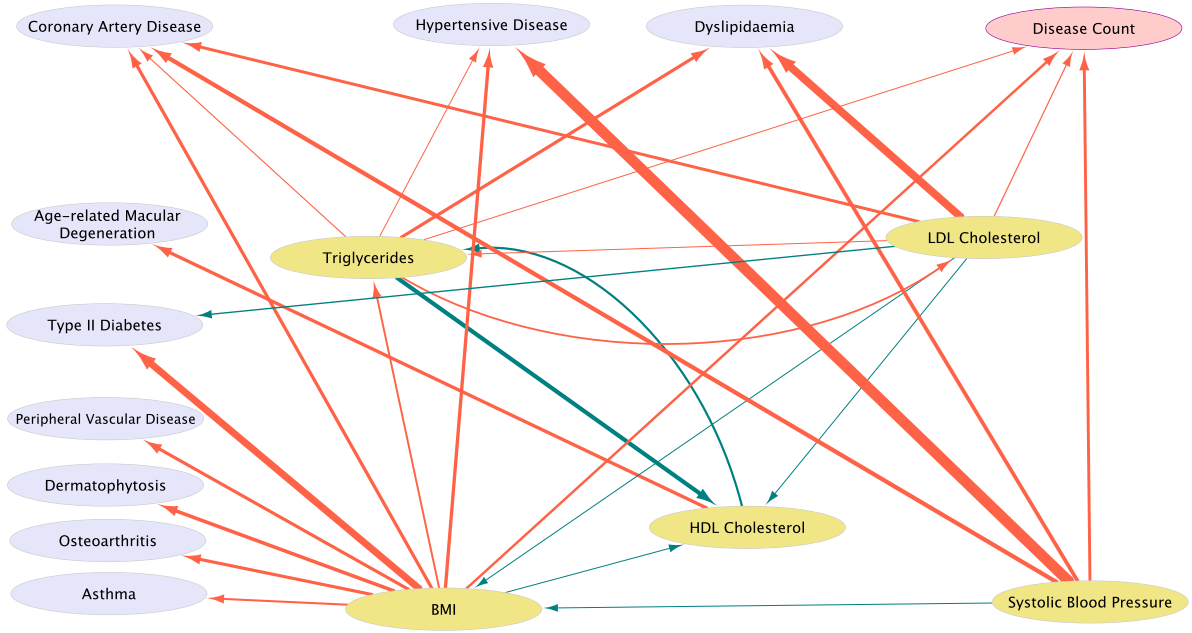 Coronary Artery Disease
Hypertensive Disease
Dyslipidaemia
Disease Count
Age-related Macular
Degeneration
LDL Cholesterol
Triglycerides
Type II Diabetes
Peripheral Vascular Disease
Dermatophytosis
HDL Cholesterol
Osteoarthritis
Asthma
BMI
Systolic Blood Pressure